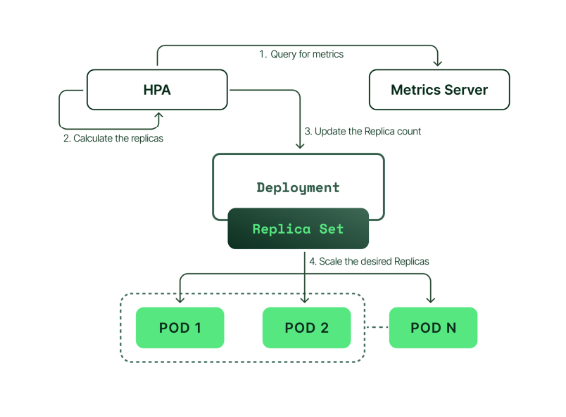 1. Query for metrics
HPA
Metrics Server
2. Calculate the replicas
3. Update the Replica count
Deployment
Replica Set
4. Scale the desired Replicas
POD 1
POD 2
POD N